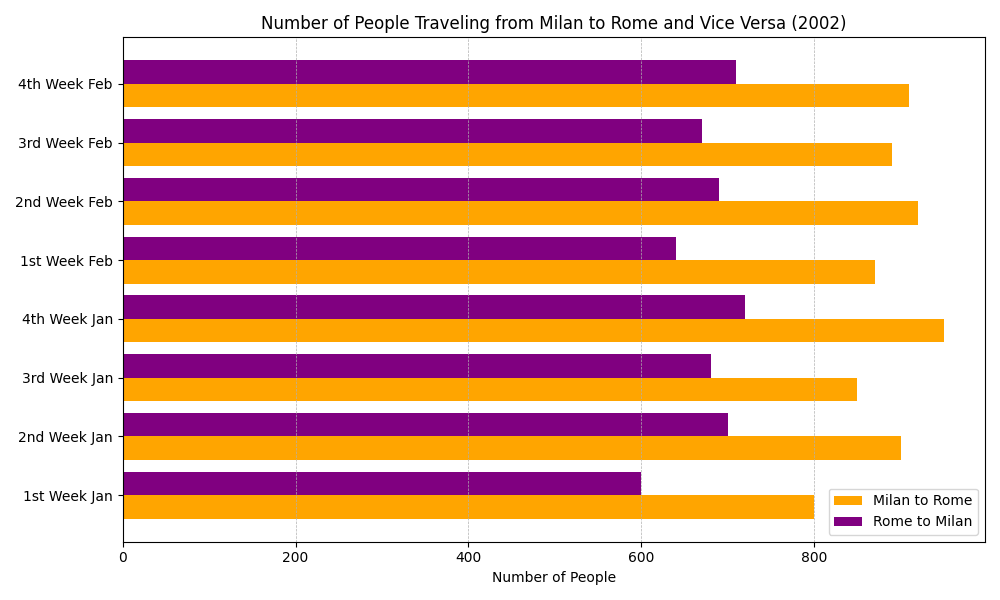 Number of People Traveling from Milan to Rome and Vice Versa (2002)
4th Week Feb
3rd Week Feb
2nd Week Feb
1st Week Feb
4th Week Jan
3rd Week Jan
2nd Week Jan
1st Week Jan
Milan to Rome
Rome to Milan
0 200 400 600 800
Number of People